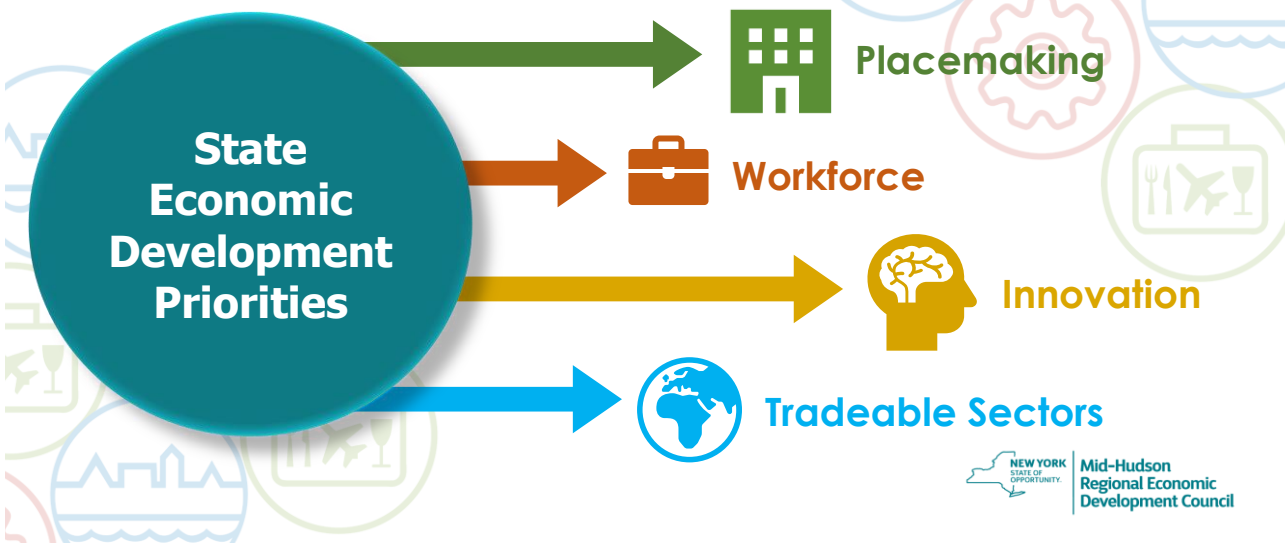 State
Economic
Development
Priorities
Placemaking
Workforce
Innovation
Tradeable Sectors
NEW YORK
STATE OF
OPPORTUNITY.
Mid-Hudson
Regional Economic
Development Council